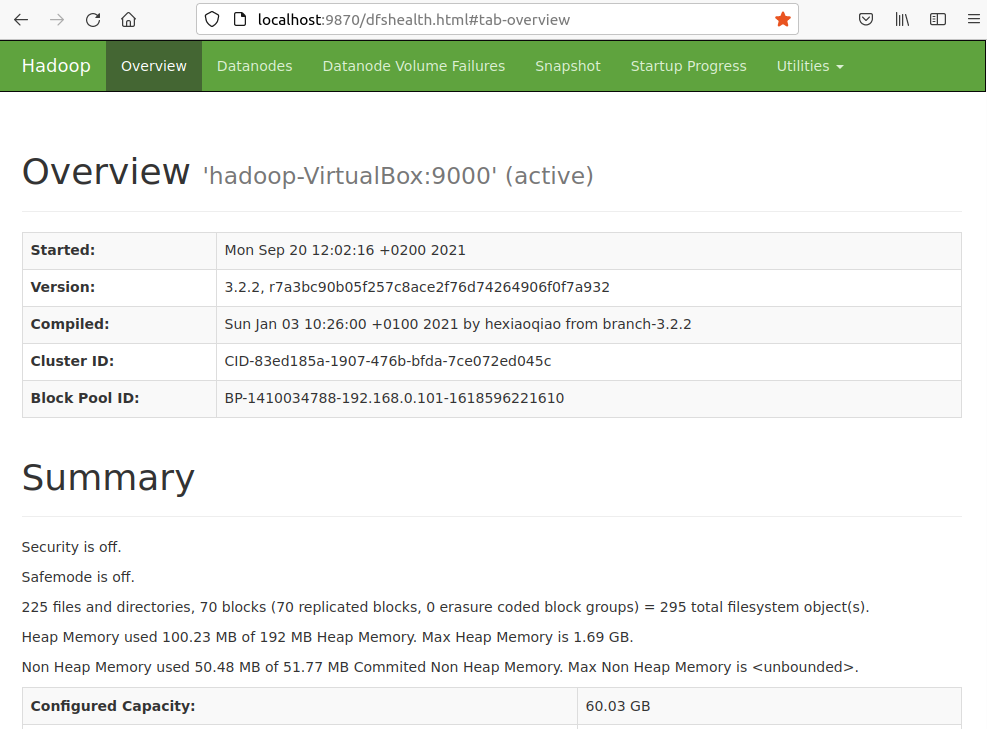 localhost:9870/dfshealth.html#tab-overview
Hadoop Overview Datanodes Datanode Volume Failures Snapshot Startup Progress Utilities
Overview 'hadoop-VirtualBox:9000' (active)
Started: Mon Sep 20 12:02:16 +0200 2021
Version: 3.2.2, r7a3bc90b05f257c8ace2f76d74264906f0f7a932
Compiled: Sun Jan 03 10:26:00 +0100 2021 by hexiaoqiao from branch-3.2.2
Cluster ID: CID-83ed185a-1907-476b-bfda-7ce072ed045c
Block Pool ID: BP-1410034788-192.168.0.101-1618596221610
Summary
Security is off.
Safemode is off.
225 files and directories, 70 blocks (70 replicated blocks, 0 erasure coded block groups) = 295 total filesystem object(s).
Heap Memory used 100.23 MB of 192 MB Heap Memory. Max Heap Memory is 1.69 GB.
Non Heap Memory used 50.48 MB of 51.77 MB Commited Non Heap Memory. Max Non Heap Memory is <unbounded>.
Configured Capacity: 60.03 GB